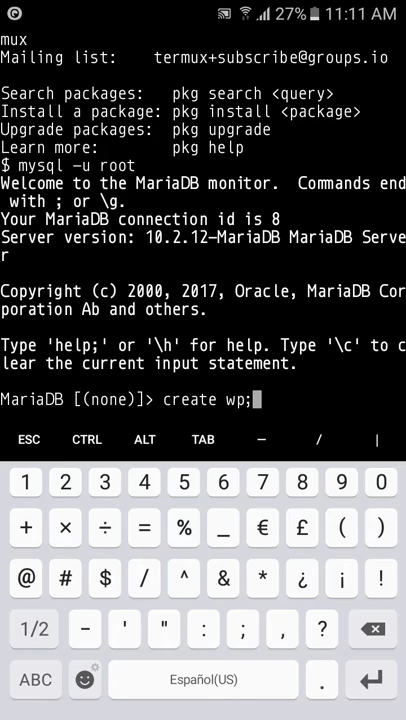 27% 11:11 AM
mux
Mailing list:    termux+subscribe@groups.io
Search packages:  pkg search <query>
Install a package: pkg install <package>
Upgrade packages: pkg upgrade
Learn more:       pkg help
$ mysql -u root
Welcome to the MariaDB monitor.  Commands end
 with ; or \g.
Your MariaDB connection id is 8
Server version: 10.2.12-MariaDB MariaDB Serve
r
Copyright (c) 2000, 2017, Oracle, MariaDB Cor
poration Ab and others.
Type 'help;' or '\h' for help. Type '\c' to c
lear the current input statement.
MariaDB [(none)]> create wp;
ESC CTRL ALT TAB — / |
1 2 3 4 5 6 7 8 9 0
+ × ÷ = % _ € £ ( )
@ # $ / ^ & * ¿ ¡ !
1/2 - ' " : ; , ?
ABC Español(US) .